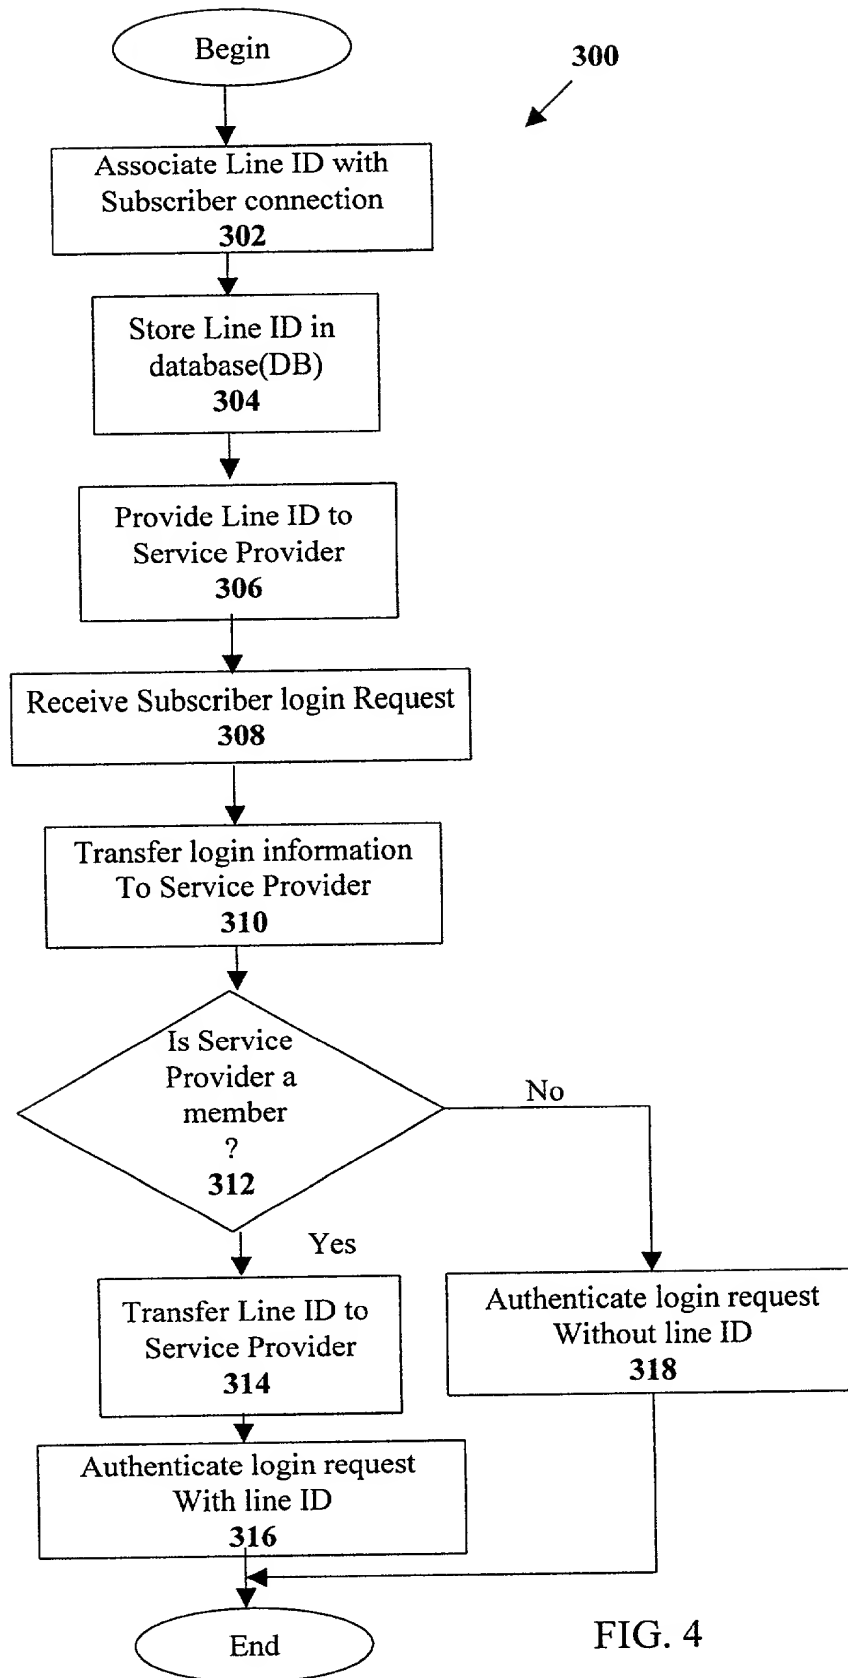 Begin
300
Associate Line ID with
Subscriber connection
302
Store Line ID in
database(DB)
304
Provide Line ID to
Service Provider
306
Receive Subscriber login Request
308
Transfer login information
To Service Provider
310
Is Service
Provider a
member
?
312
No
Yes
Transfer Line ID to
Service Provider
314
Authenticate login request
Without line ID
318
Authenticate login request
With line ID
316
End
FIG. 4